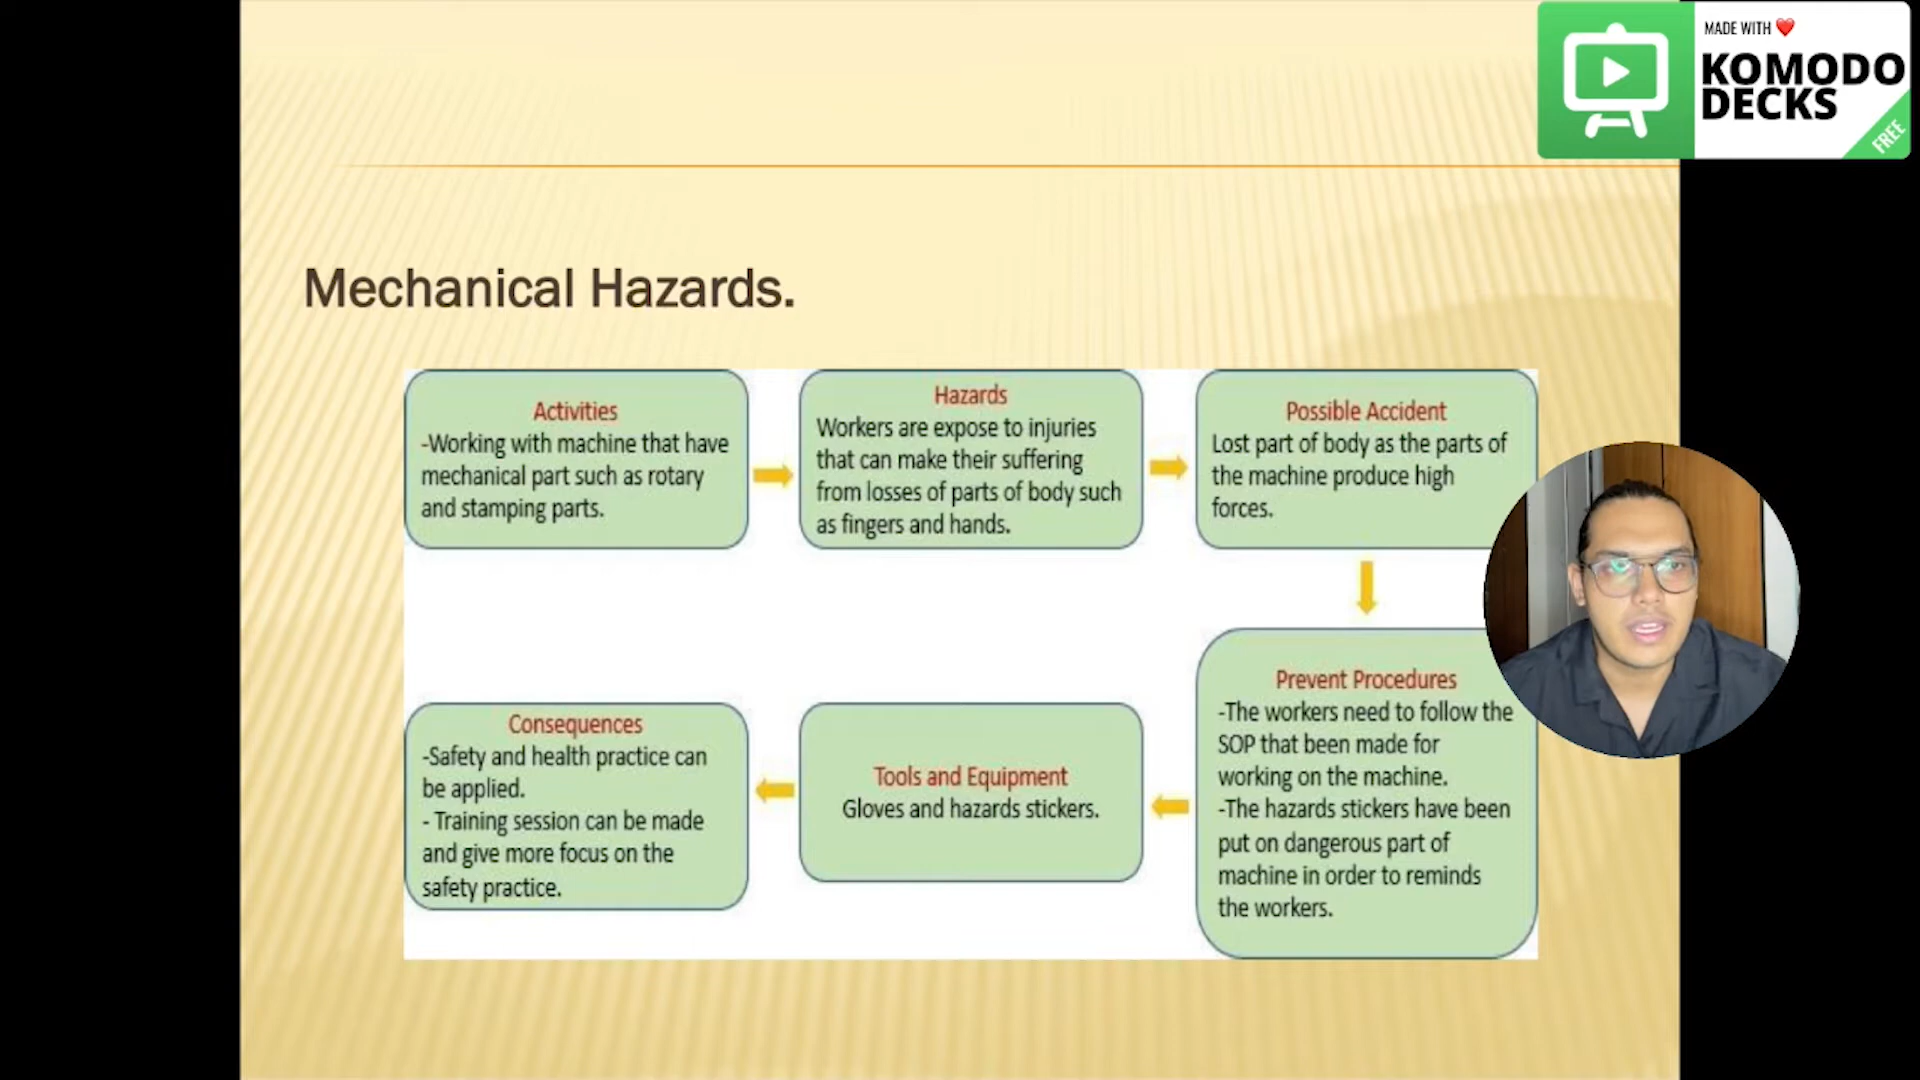 MADE WITH ❤️
KOMODO
DECKS
FREE
Mechanical Hazards.
Activities
-Working with machine that have
mechanical part such as rotary
and stamping parts.
Hazards
Workers are expose to injuries
that can make their suffering
from losses of parts of body such
as fingers and hands.
Possible Accident
Lost part of body as the parts of
the machine produce high
forces.
Prevent Procedures
-The workers need to follow the
SOP that been made for
working on the machine.
-The hazards stickers have been
put on dangerous part of
machine in order to reminds
the workers.
Tools and Equipment
Gloves and hazards stickers.
Consequences
-Safety and health practice can
be applied.
- Training session can be made
and give more focus on the
safety practice.